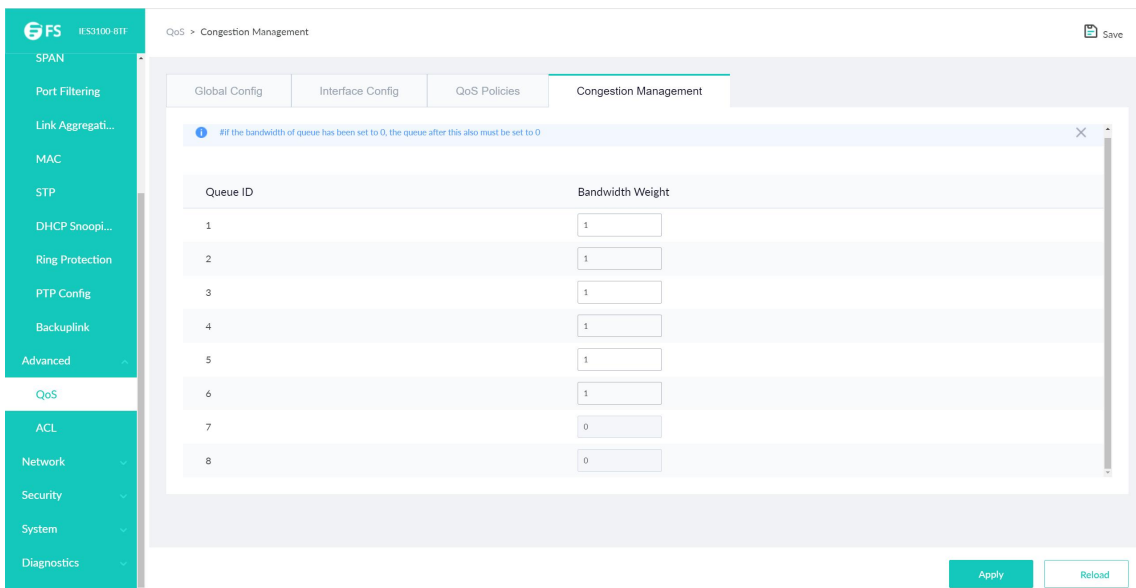 FS IES3100-8TF
QoS > Congestion Management
Save
SPAN
Port Filtering
Link Aggregati...
MAC
STP
DHCP Snoopi...
Ring Protection
PTP Config
Backuplink
Advanced
QoS
ACL
Network
Security
System
Diagnostics
Global Config Interface Config QoS Policies Congestion Management
#if the bandwidth of queue has been set to 0, the queue after this also must be set to 0
Queue ID Bandwidth Weight
1 1
2 1
3 1
4 1
5 1
6 1
7 0
8 0
Apply Reload